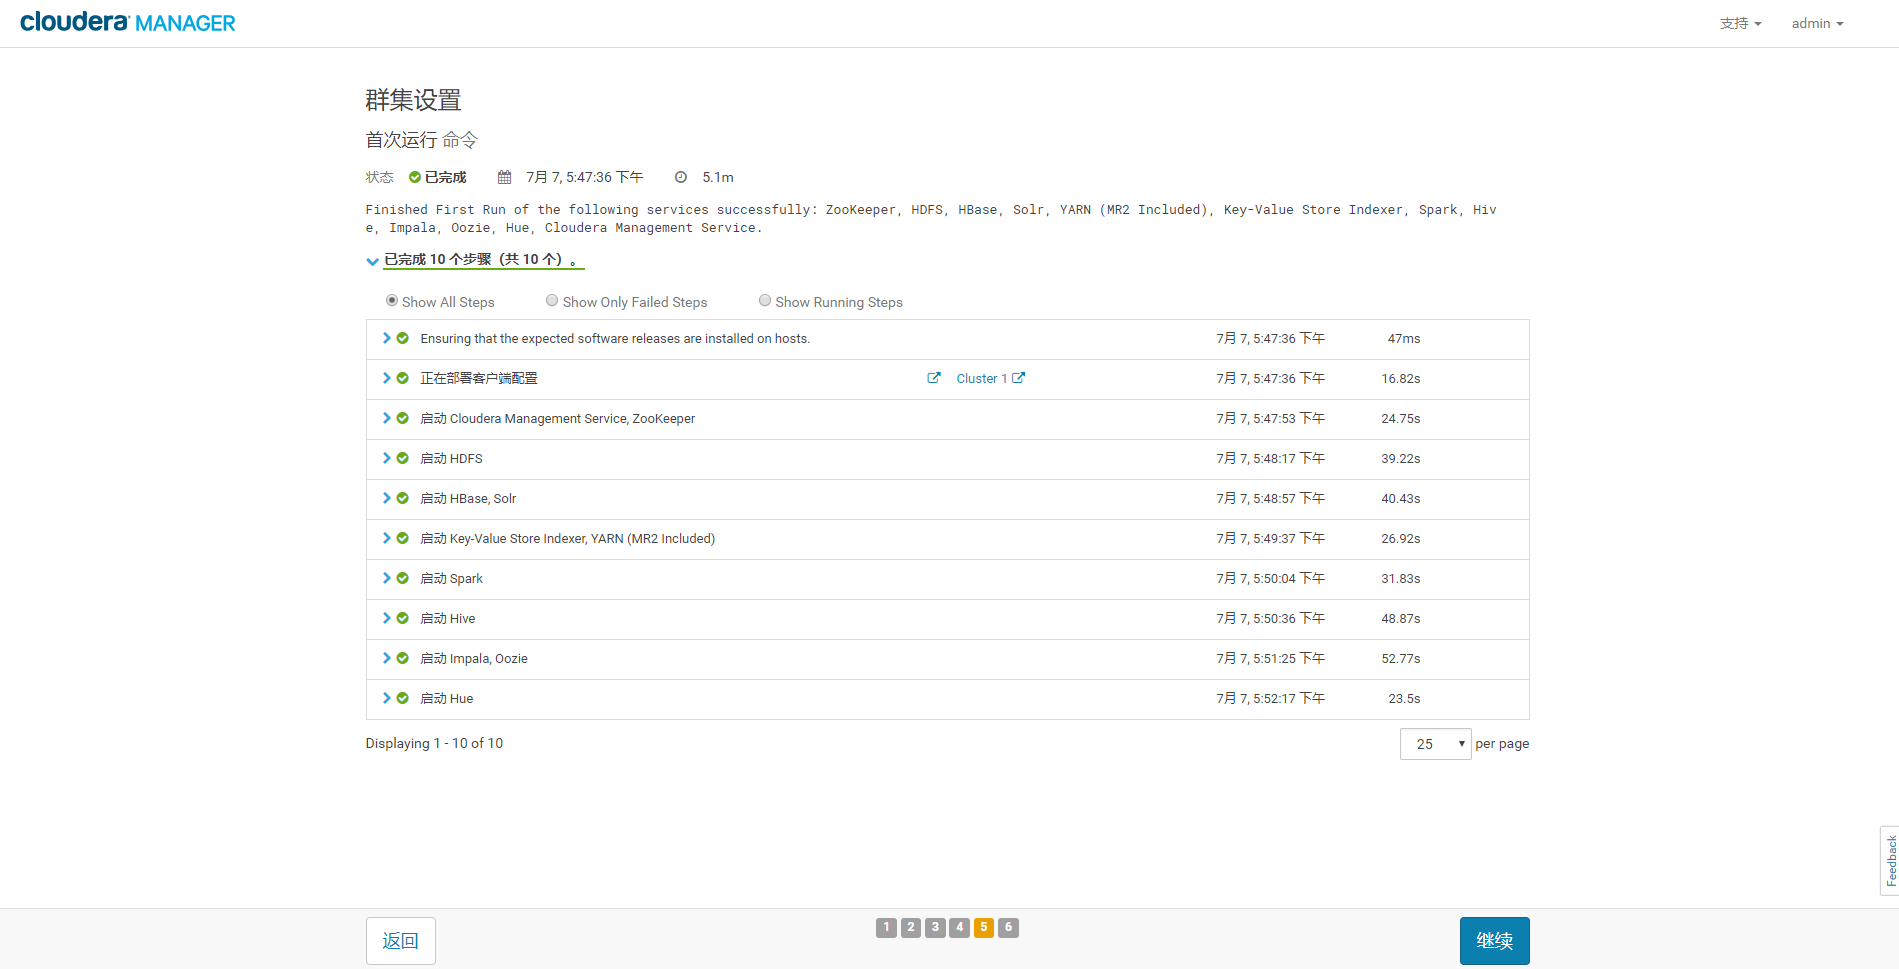 cloudera MANAGER
支持 admin
群集设置
首次运行 命令
状态 已完成 7月 7, 5:47:36 下午 5.1m
Finished First Run of the following services successfully: ZooKeeper, HDFS, HBase, Solr, YARN (MR2 Included), Key-Value Store Indexer, Spark, Hiv
e, Impala, Oozie, Hue, Cloudera Management Service.
已完成 10 个步骤（共 10 个）。
Show All Steps Show Only Failed Steps Show Running Steps
Ensuring that the expected software releases are installed on hosts. 7月 7, 5:47:36 下午 47ms
正在部署客户端配置 Cluster 1 7月 7, 5:47:36 下午 16.82s
启动 Cloudera Management Service, ZooKeeper 7月 7, 5:47:53 下午 24.75s
启动 HDFS 7月 7, 5:48:17 下午 39.22s
启动 HBase, Solr 7月 7, 5:48:57 下午 40.43s
启动 Key-Value Store Indexer, YARN (MR2 Included) 7月 7, 5:49:37 下午 26.92s
启动 Spark 7月 7, 5:50:04 下午 31.83s
启动 Hive 7月 7, 5:50:36 下午 48.87s
启动 Impala, Oozie 7月 7, 5:51:25 下午 52.77s
启动 Hue 7月 7, 5:52:17 下午 23.5s
Displaying 1 - 10 of 10 25 per page
Feedback
返回 1 2 3 4 5 6 继续